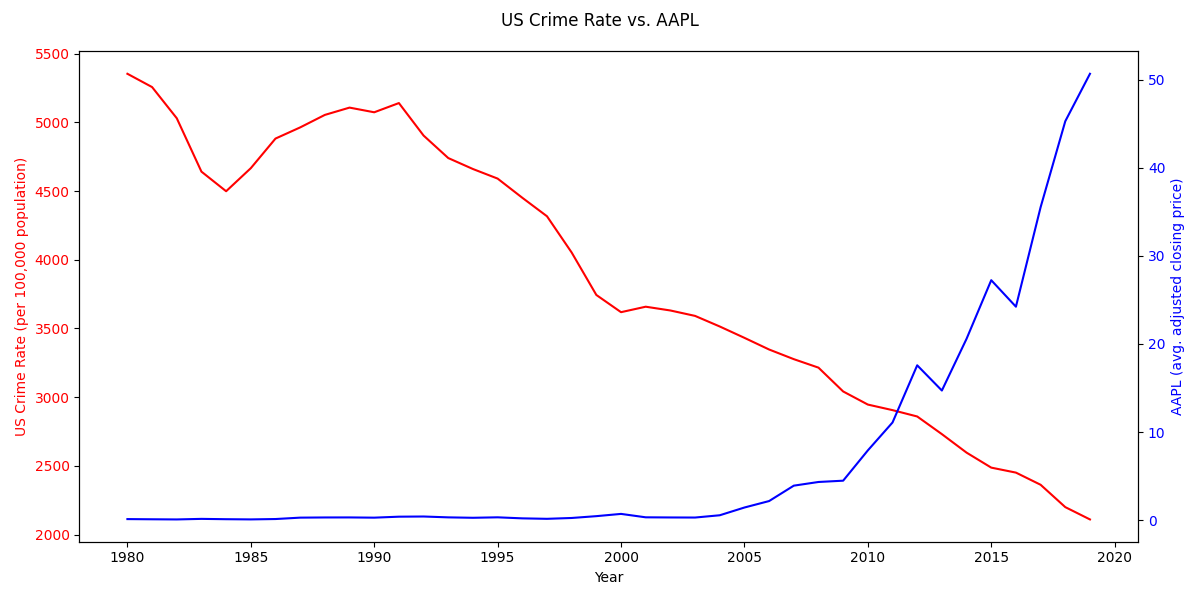 US Crime Rate vs. AAPL
US Crime Rate (per 100,000 population)
5500
5000
4500
4000
3500
3000
2500
2000
50
40
30
20
10
0
AAPL (avg. adjusted closing price)
1980 1985 1990 1995 2000 2005 2010 2015 2020
Year